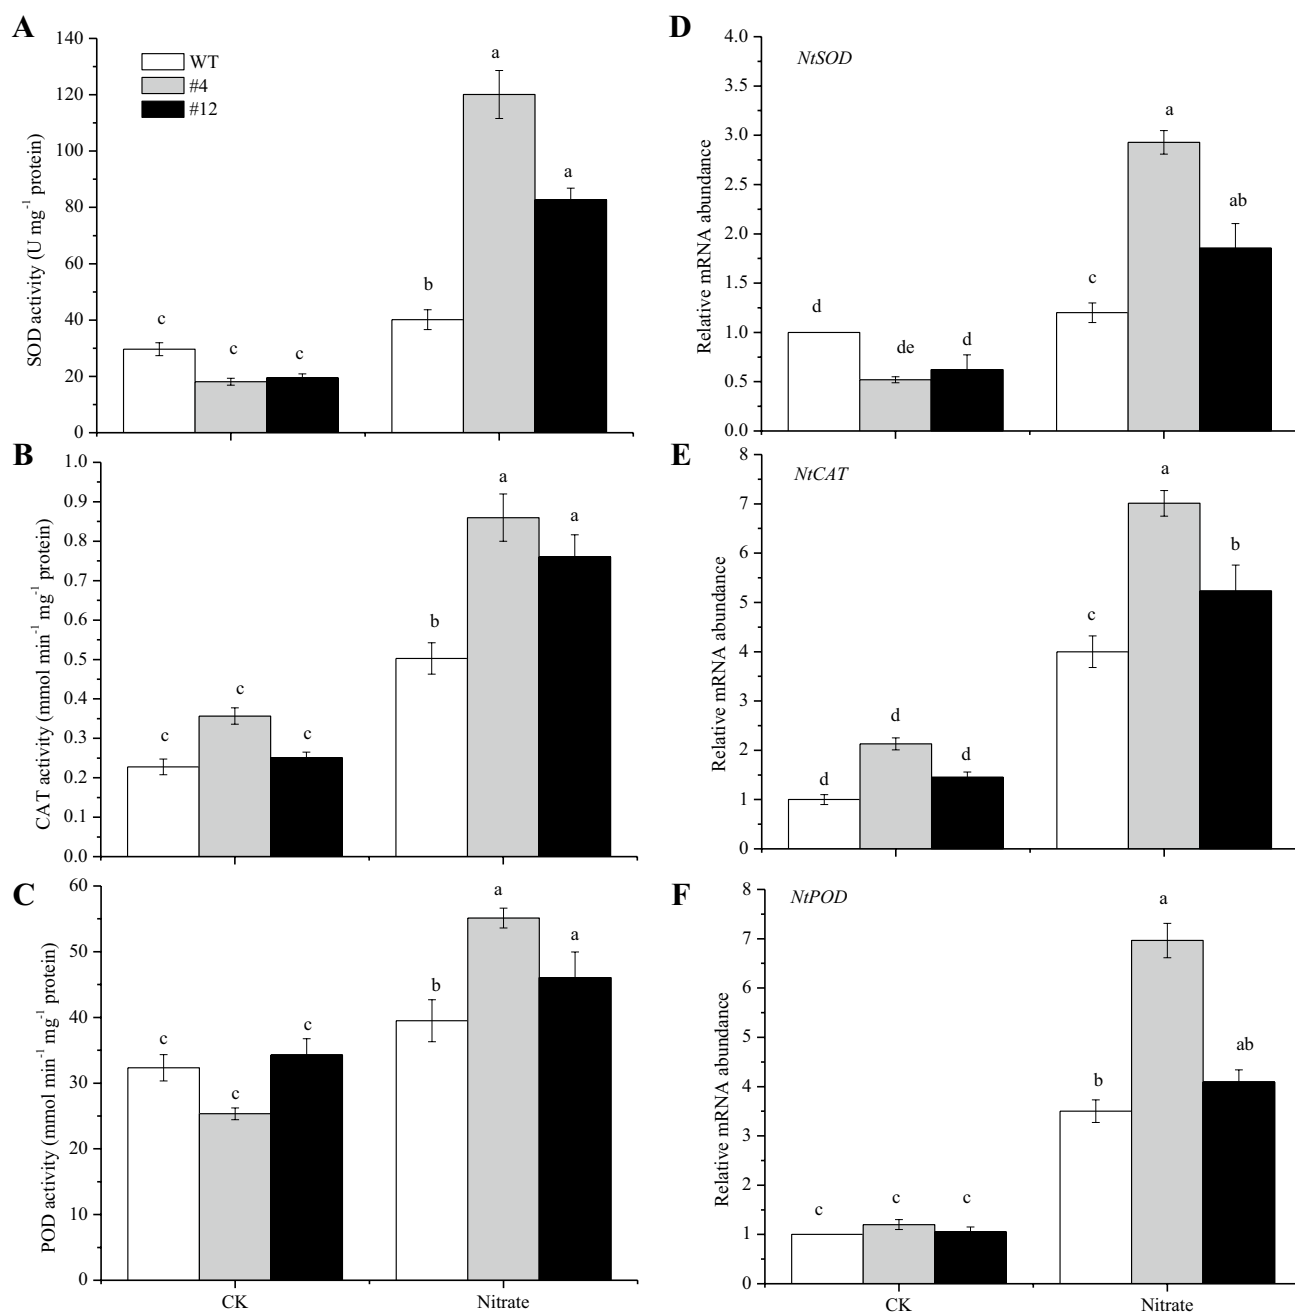 A
SOD activity (U mg⁻¹ protein)
140
120
100
80
60
40
20
0
WT
#4
#12
c
c
c
b
a
a
D
NtSOD
Relative mRNA abundance
4.0
3.5
3.0
2.5
2.0
1.5
1.0
0.5
0.0
d
de
d
c
a
ab
B
CAT activity (mmol min⁻¹ mg⁻¹ protein)
1.0
0.9
0.8
0.7
0.6
0.5
0.4
0.3
0.2
0.1
0.0
c
c
c
b
a
a
E
NtCAT
Relative mRNA abundance
8
7
6
5
4
3
2
1
0
d
d
d
c
a
b
C
POD activity (mmol min⁻¹ mg⁻¹ protein)
60
50
40
30
20
10
0
c
c
c
b
a
a
CK
Nitrate
F
NtPOD
Relative mRNA abundance
8
7
6
5
4
3
2
1
0
c
c
c
b
a
ab
CK
Nitrate